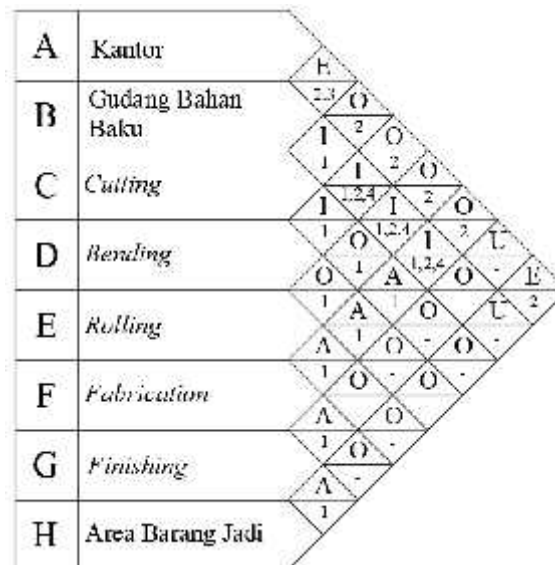 A Kantor
E
2,3 O
B Gudang Bahan
Baku
2
I O
1 I 2 O
C Cutting
1,2,4 2
I I O
1 O 1,2,4 I 2 U
D Bending
O 1 A 1,2,4 O - E
1 A 1 O - U 2
E Rolling
A 1 O - O -
1 O - O -
F Fabrication
A O
1 O -
G Finishing
A -
1
H Area Barang Jadi